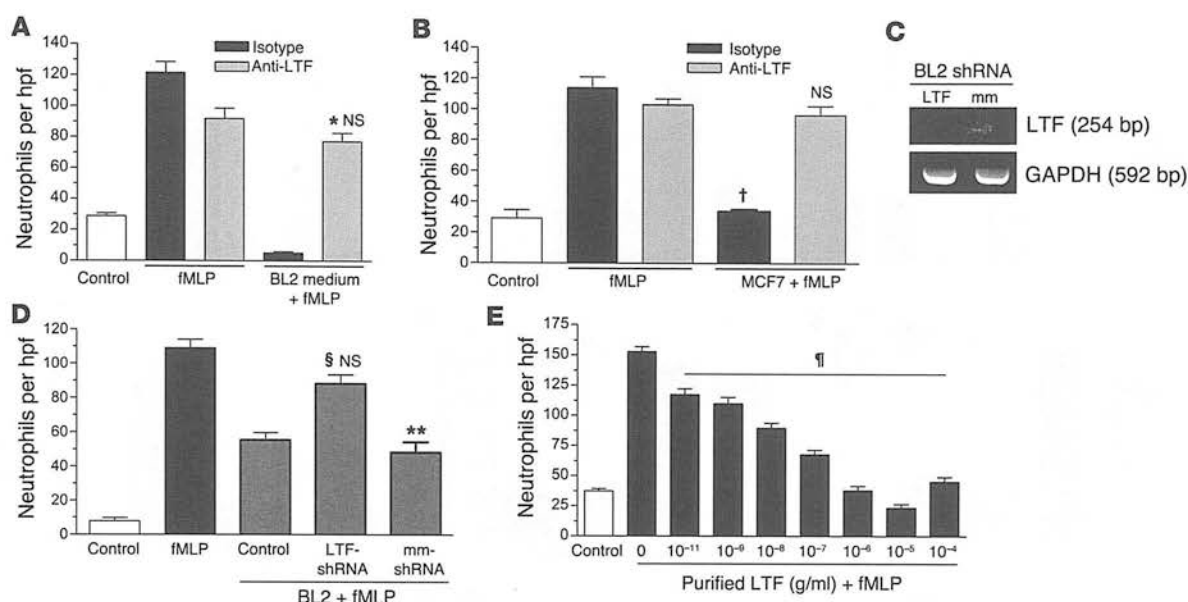 A
Neutrophils per hpf
140
120
100
80
60
40
20
0
Isotype
Anti-LTF
* NS
Control
fMLP
BL2 medium
+ fMLP
B
Neutrophils per hpf
140
120
100
80
60
40
20
0
Isotype
Anti-LTF
NS
†
Control
fMLP
MCF7 + fMLP
C
BL2 shRNA
LTF mm
LTF (254 bp)
GAPDH (592 bp)
D
Neutrophils per hpf
120
100
80
60
40
20
0
§ NS
**
Control
fMLP
Control
LTF-
shRNA
mm-
shRNA
BL2 + fMLP
E
Neutrophils per hpf
175
150
125
100
75
50
25
0
¶
Control
0 10⁻¹¹ 10⁻⁹ 10⁻⁸ 10⁻⁷ 10⁻⁶ 10⁻⁵ 10⁻⁴
Purified LTF (g/ml) + fMLP